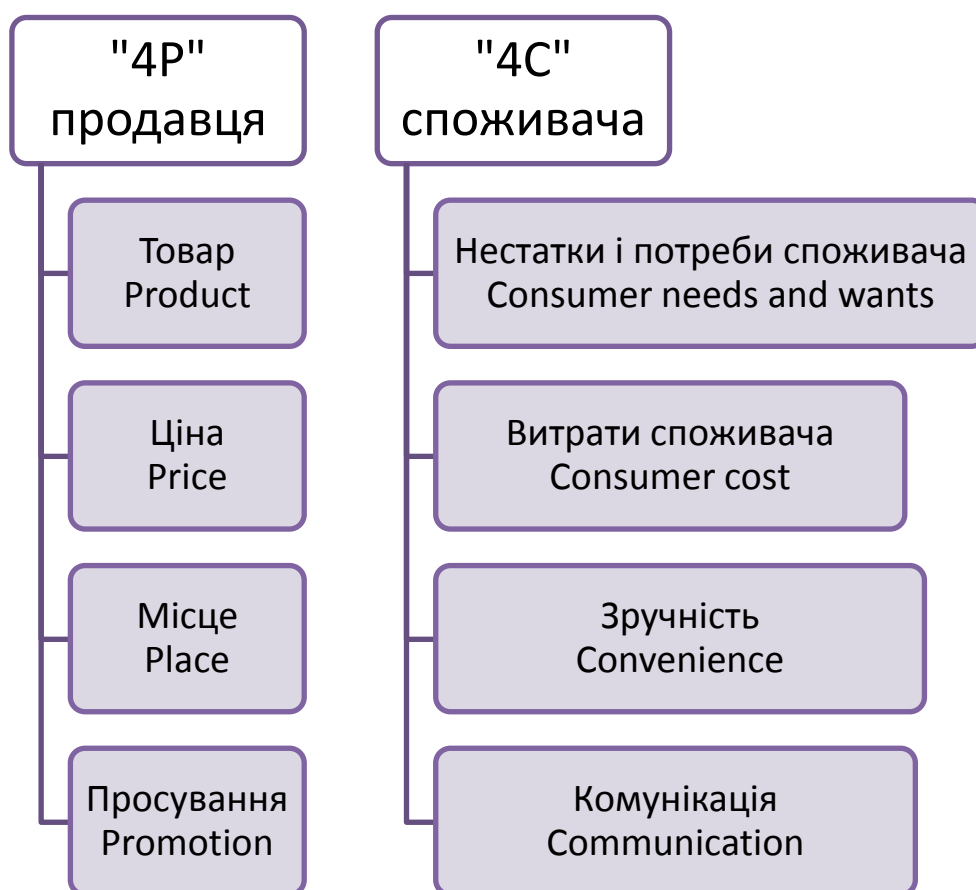 "4P"
продавця
Товар
Product
Ціна
Price
Місце
Place
Просування
Promotion
"4C"
споживача
Нестатки і потреби споживача
Consumer needs and wants
Витрати споживача
Consumer cost
Зручність
Convenience
Комунікація
Communication